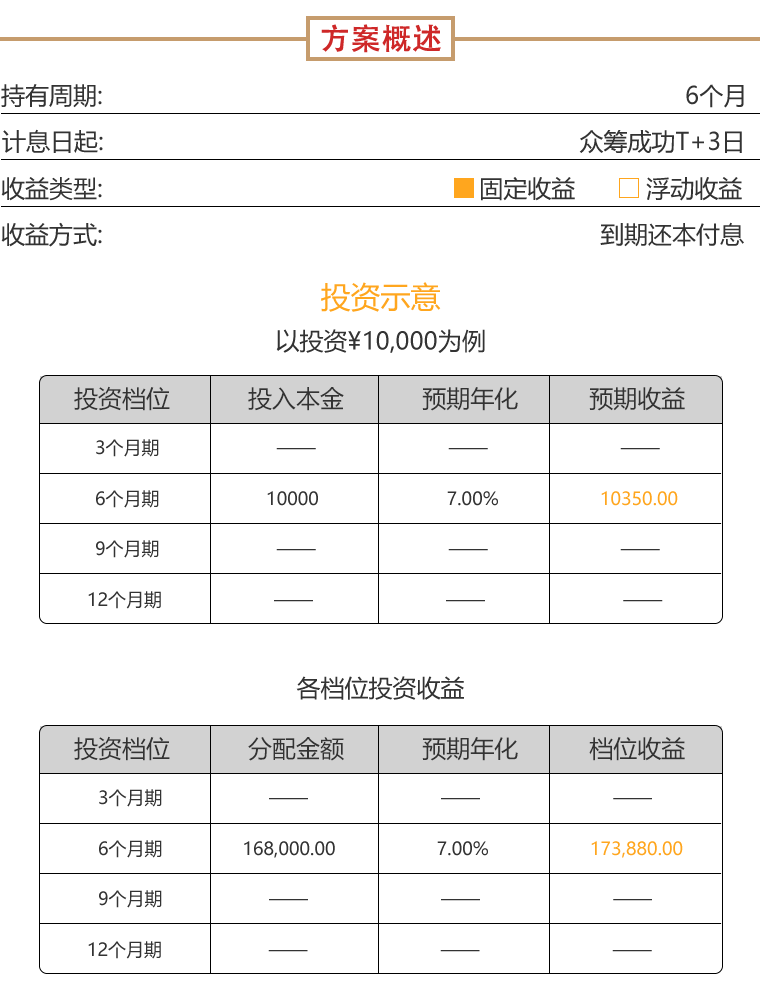 方案概述
持有周期: 6个月
计息日起: 众筹成功T+3日
收益类型: 固定收益 浮动收益
收益方式: 到期还本付息
投资示意
以投资¥10,000为例
投资档位 投入本金 预期年化 预期收益
3个月期 —— —— ——
6个月期 10000 7.00% 10350.00
9个月期 —— —— ——
12个月期 —— —— ——
各档位投资收益
投资档位 分配金额 预期年化 档位收益
3个月期 —— —— ——
6个月期 168,000.00 7.00% 173,880.00
9个月期 —— —— ——
12个月期 —— —— ——